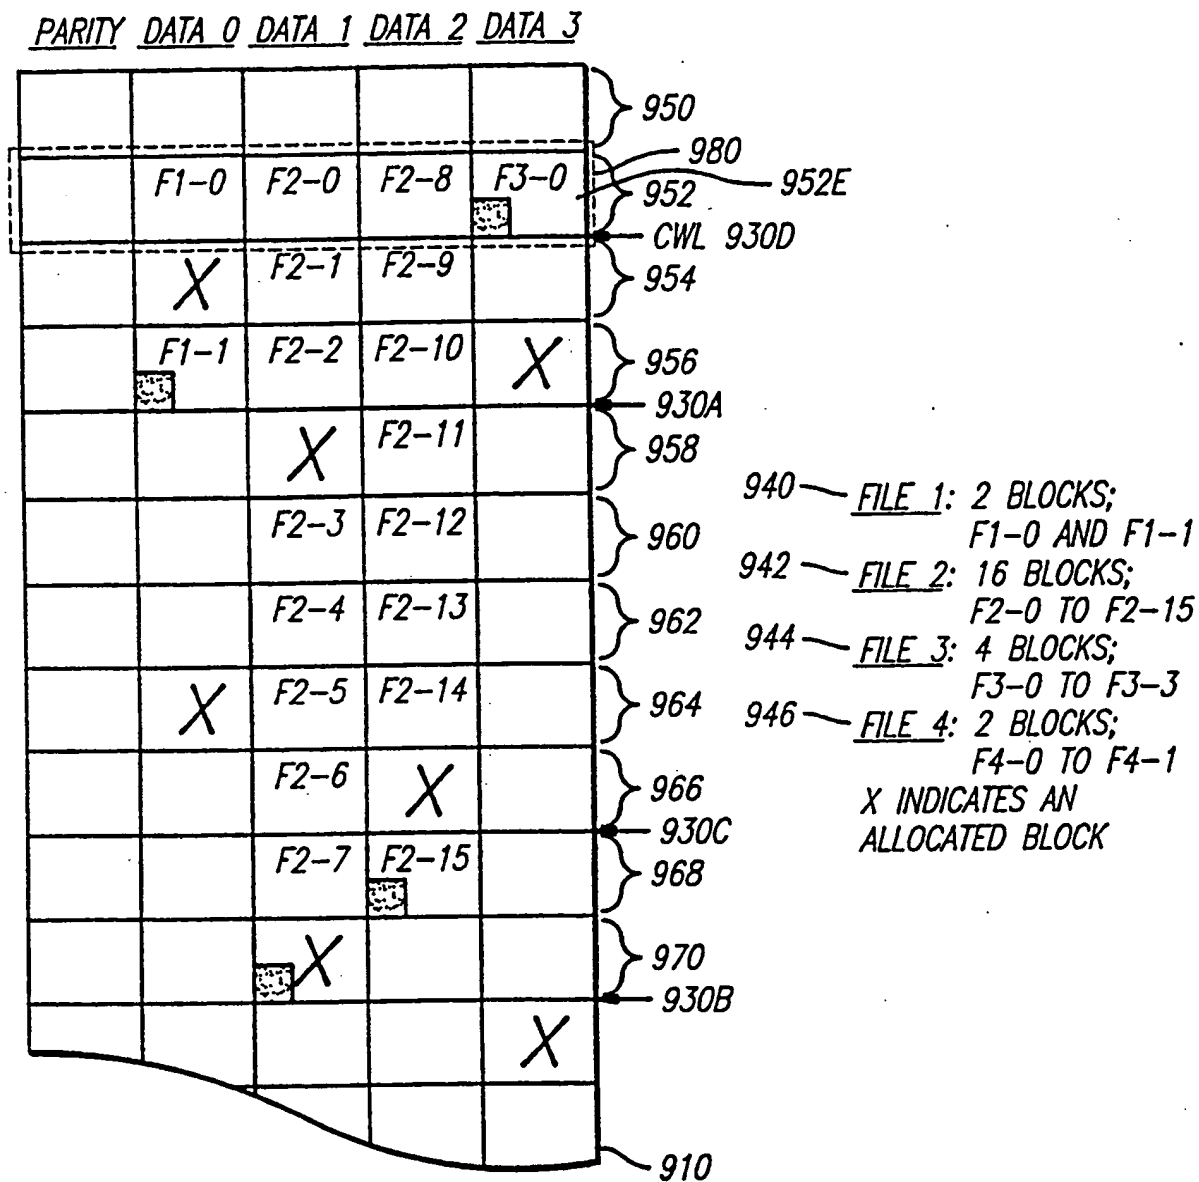 PARITY DATA 0 DATA 1 DATA 2 DATA 3
950
980
F1-0 F2-0 F2-8 F3-0 952 952E
CWL 930D
X F2-1 F2-9 954
F1-1 F2-2 F2-10 X 956
930A
X F2-11 958
F2-3 F2-12 960
F2-4 F2-13 962
X F2-5 F2-14 964
F2-6 X 966
930C
F2-7 F2-15 968
X 970
930B
X
910
940 FILE 1: 2 BLOCKS;
F1-0 AND F1-1
942 FILE 2: 16 BLOCKS;
F2-0 TO F2-15
944 FILE 3: 4 BLOCKS;
F3-0 TO F3-3
946 FILE 4: 2 BLOCKS;
F4-0 TO F4-1
X INDICATES AN
ALLOCATED BLOCK